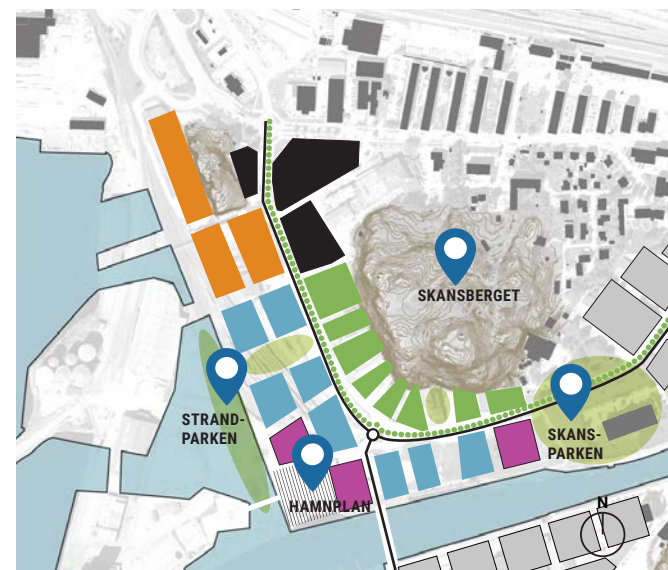 SKANSBERGET
STRAND-
PARKEN
SKANS-
PARKEN
HAMNPLAN
N